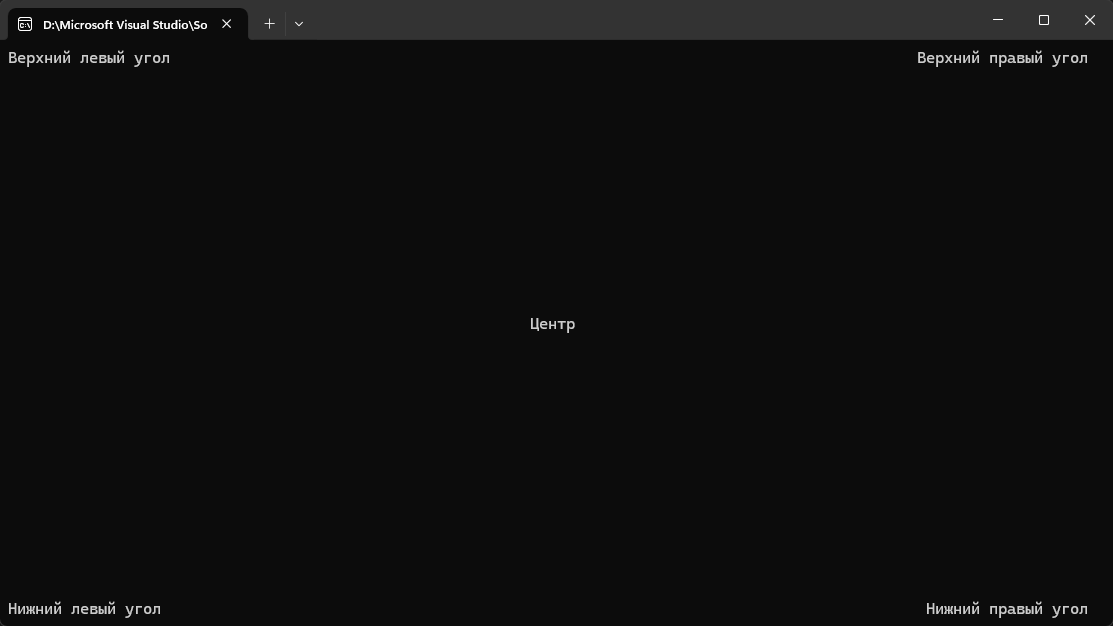 D:\Microsoft Visual Studio\So
Верхний левый угол Верхний правый угол
Центр
Нижний левый угол Нижний правый угол